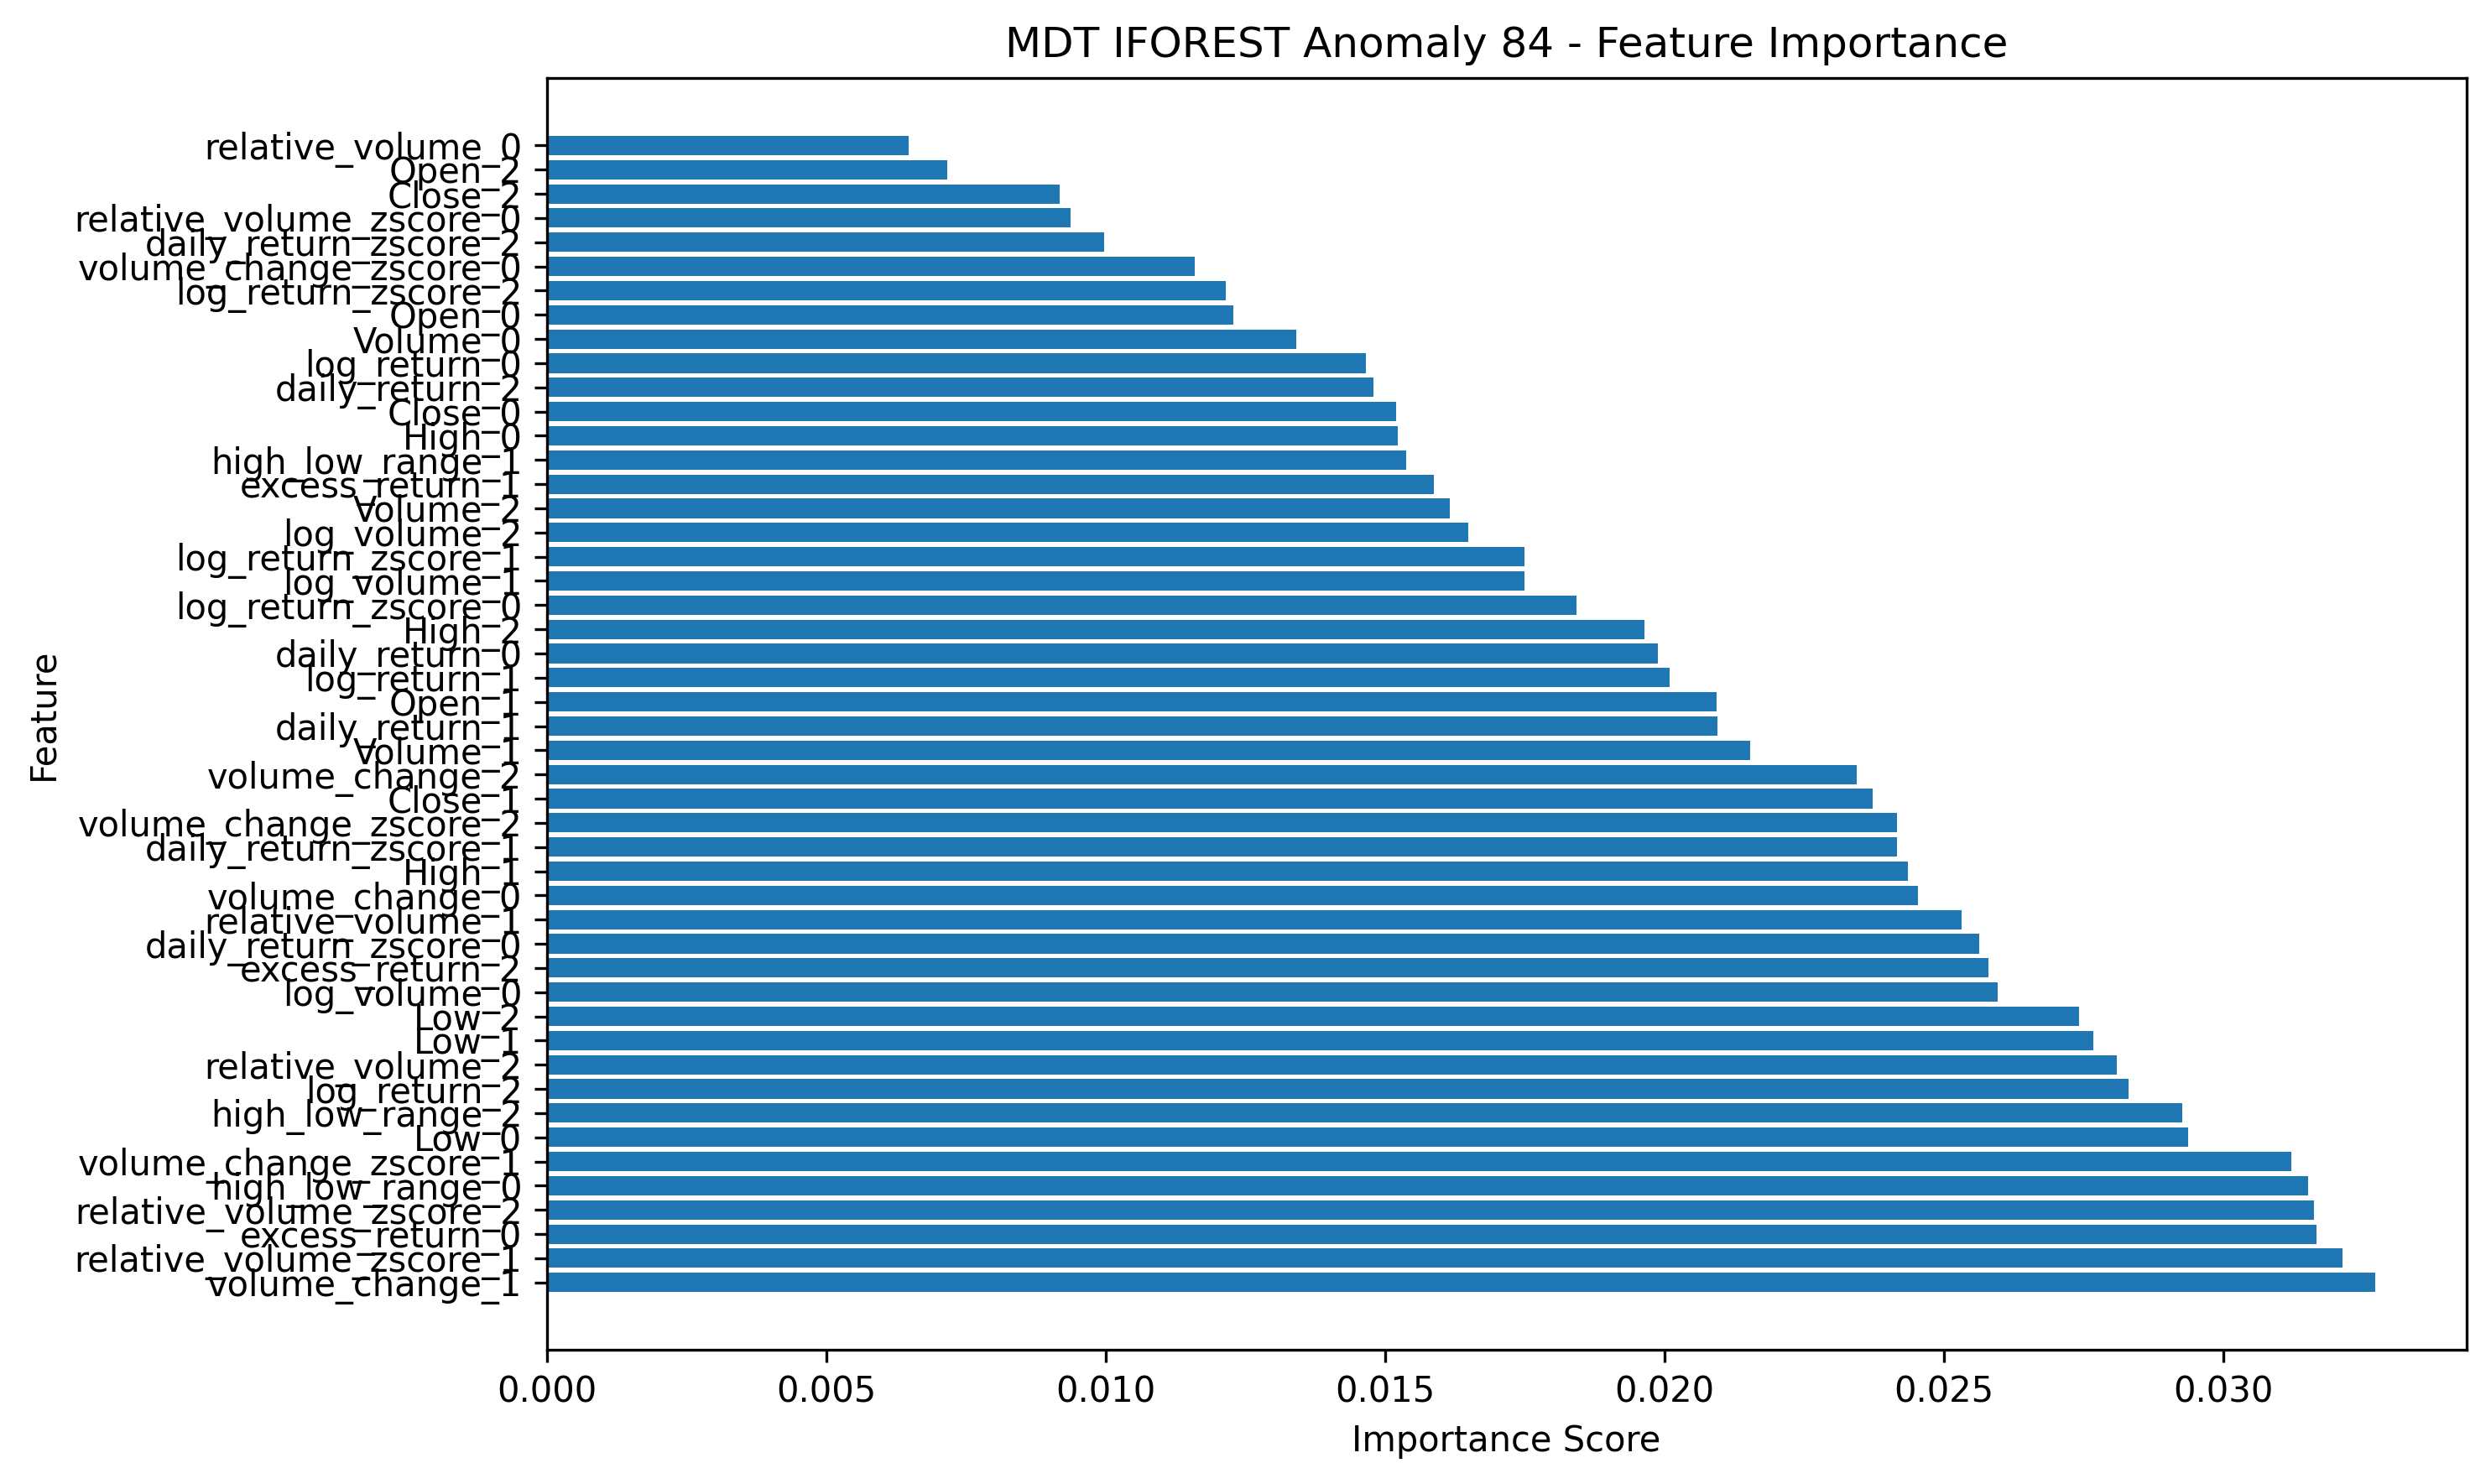 MDT IFOREST Anomaly 84 - Feature Importance
relative_volume_0
Open_2
Close_2
relative_volume_zscore_0
daily_return_zscore_2
volume_change_zscore_0
log_return_zscore_2
Open_0
Volume_0
log_return_0
daily_return_2
Close_0
High_0
high_low_range_1
excess_return_1
Volume_2
log_volume_2
log_return_zscore_1
log_volume_1
log_return_zscore_0
High_2
daily_return_0
log_return_1
Open_1
daily_return_1
Volume_1
volume_change_2
Close_1
volume_change_zscore_2
daily_return_zscore_1
High_1
volume_change_0
relative_volume_1
daily_return_zscore_0
excess_return_2
log_volume_0
Low_2
Low_1
relative_volume_2
log_return_2
high_low_range_2
Low_0
volume_change_zscore_1
high_low_range_0
relative_volume_zscore_2
excess_return_0
relative_volume_zscore_1
volume_change_1
Feature
0.000 0.005 0.010 0.015 0.020 0.025 0.030
Importance Score